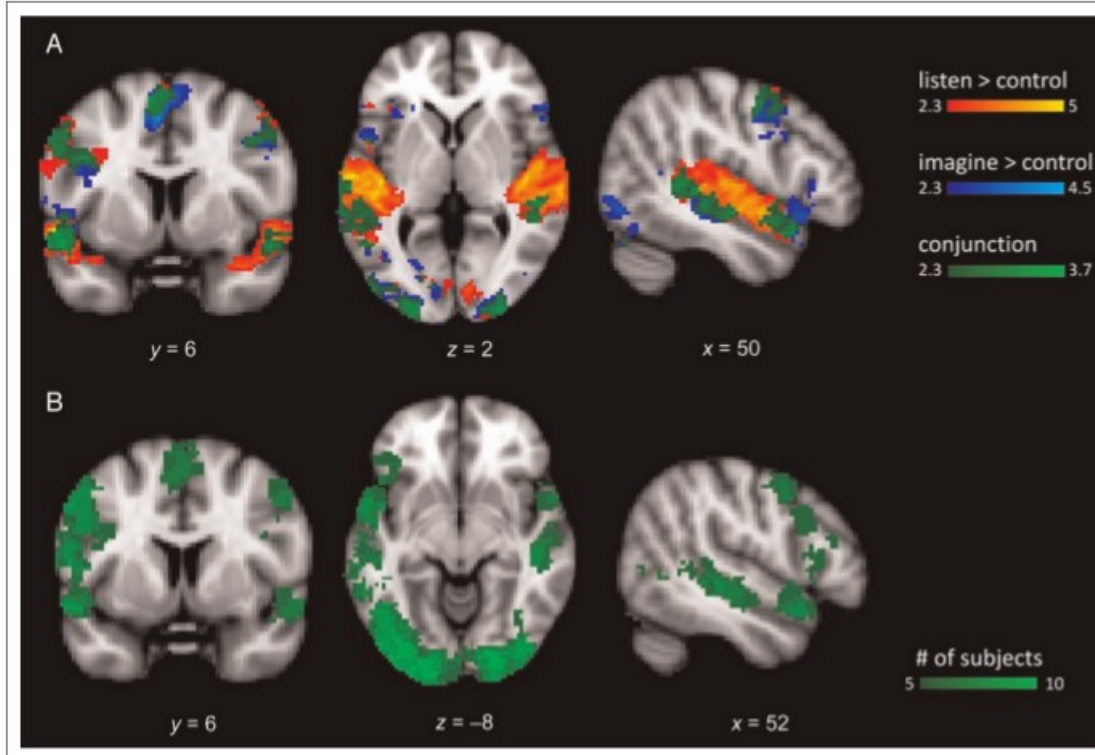 A
listen > control
2.3 5
imagine > control
2.3 4.5
conjunction
2.3 3.7
y = 6 z = 2 x = 50
B
# of subjects
5 10
y = 6 z = –8 x = 52